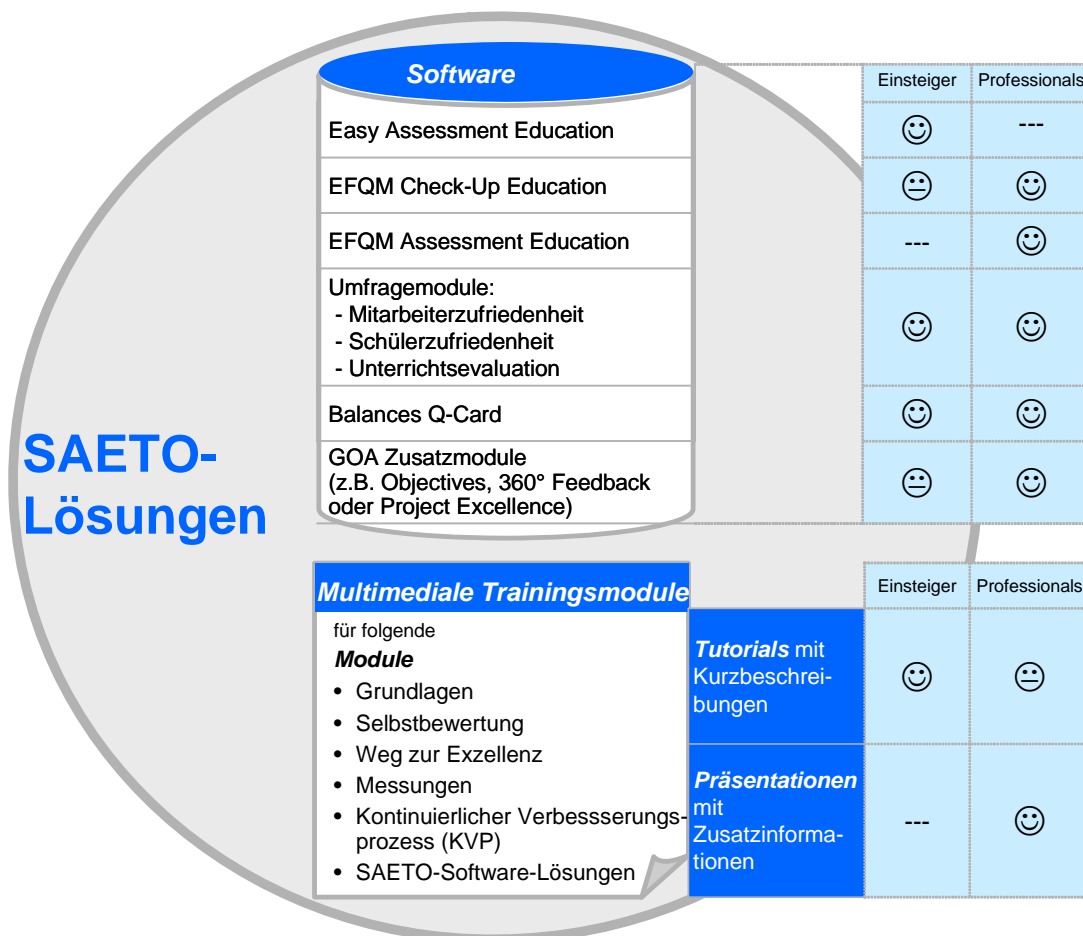 SAETO-
Lösungen
Software
Einsteiger Professionals
Easy Assessment Education
---
EFQM Check-Up Education
EFQM Assessment Education
---
Umfragemodule:
- Mitarbeiterzufriedenheit
- Schülerzufriedenheit
- Unterrichtsevaluation
Balances Q-Card
GOA Zusatzmodule
(z.B. Objectives, 360° Feedback
oder Project Excellence)
Multimediale Trainingsmodule
Einsteiger Professionals
für folgende
Module
• Grundlagen
• Selbstbewertung
• Weg zur Exzellenz
• Messungen
• Kontinuierlicher Verbessserungs-
prozess (KVP)
• SAETO-Software-Lösungen
Tutorials mit
Kurzbeschrei-
bungen
Präsentationen
mit
Zusatzinforma-
tionen
---